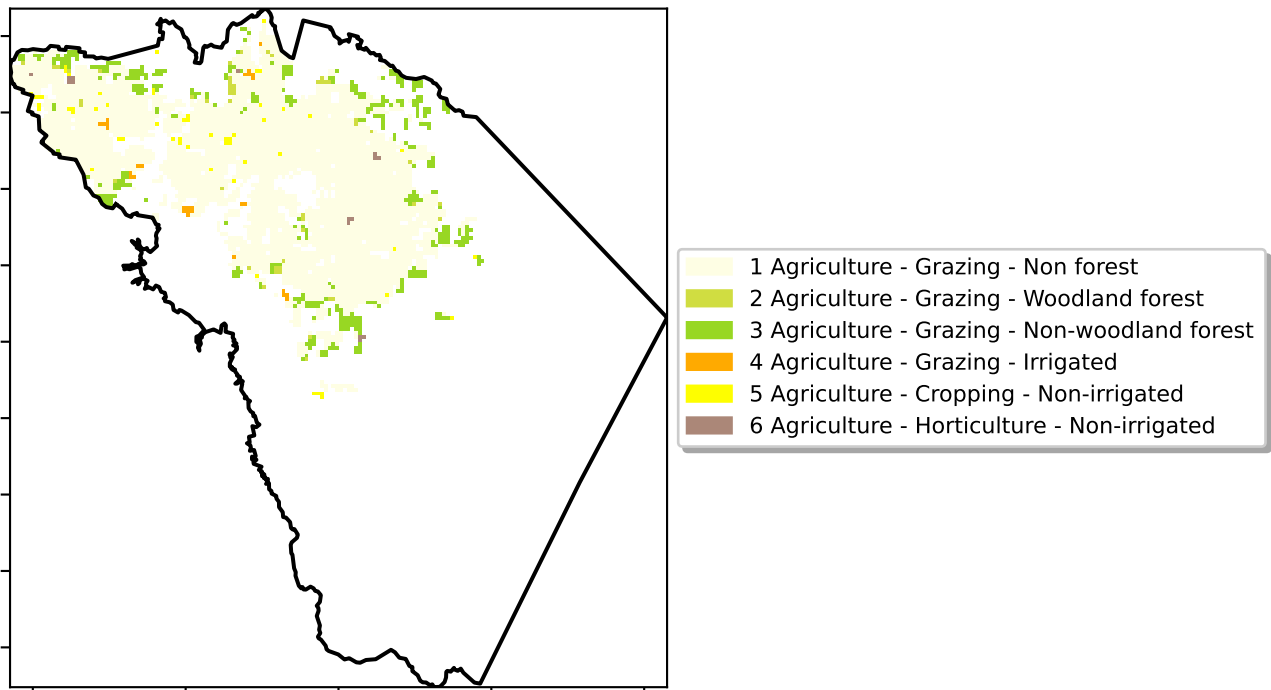 1 Agriculture - Grazing - Non forest
2 Agriculture - Grazing - Woodland forest
3 Agriculture - Grazing - Non-woodland forest
4 Agriculture - Grazing - Irrigated
5 Agriculture - Cropping - Non-irrigated
6 Agriculture - Horticulture - Non-irrigated